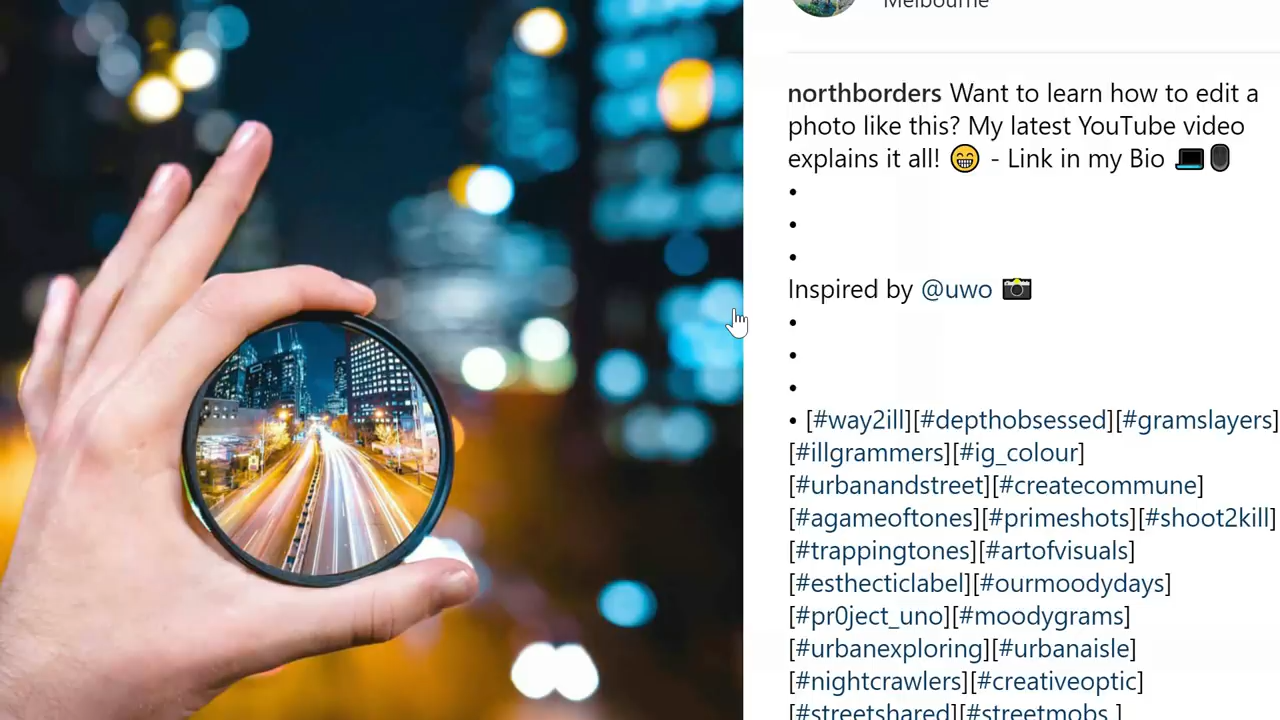 Melbourne
northborders Want to learn how to edit a
photo like this? My latest YouTube video
explains it all! 😁 - Link in my Bio 💻🎙
•
•
•
Inspired by @uwo 📸
•
•
•
• [#way2ill][#depthobsessed][#gramslayers]
[#illgrammers][#ig_colour]
[#urbanandstreet][#createcommune]
[#agameoftones][#primeshots][#shoot2kill]
[#trappingtones][#artofvisuals]
[#esthecticlabel][#ourmoodydays]
[#pr0ject_uno][#moodygrams]
[#urbanexploring][#urbanaisle]
[#nightcrawlers][#creativeoptic]
[#streetshared][#streetmobs_]